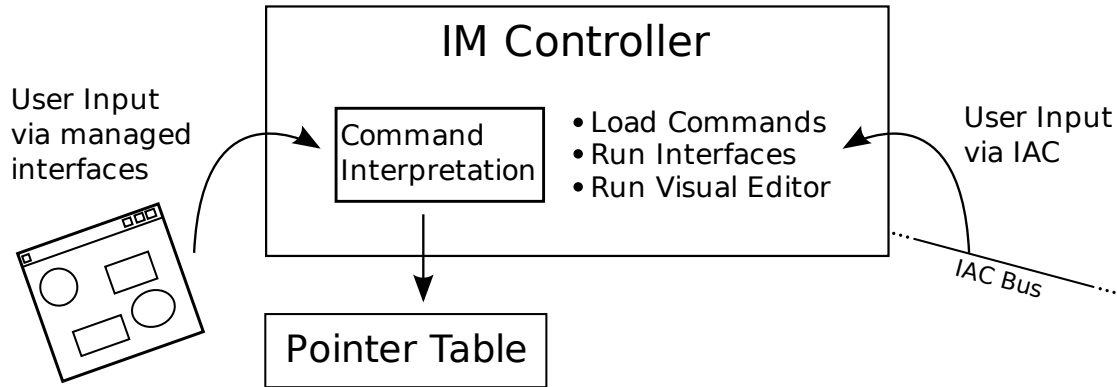 IM Controller
User Input
via managed
interfaces
Command
Interpretation
• Load Commands
• Run Interfaces
• Run Visual Editor
User Input
via IAC
... IAC Bus ...
Pointer Table